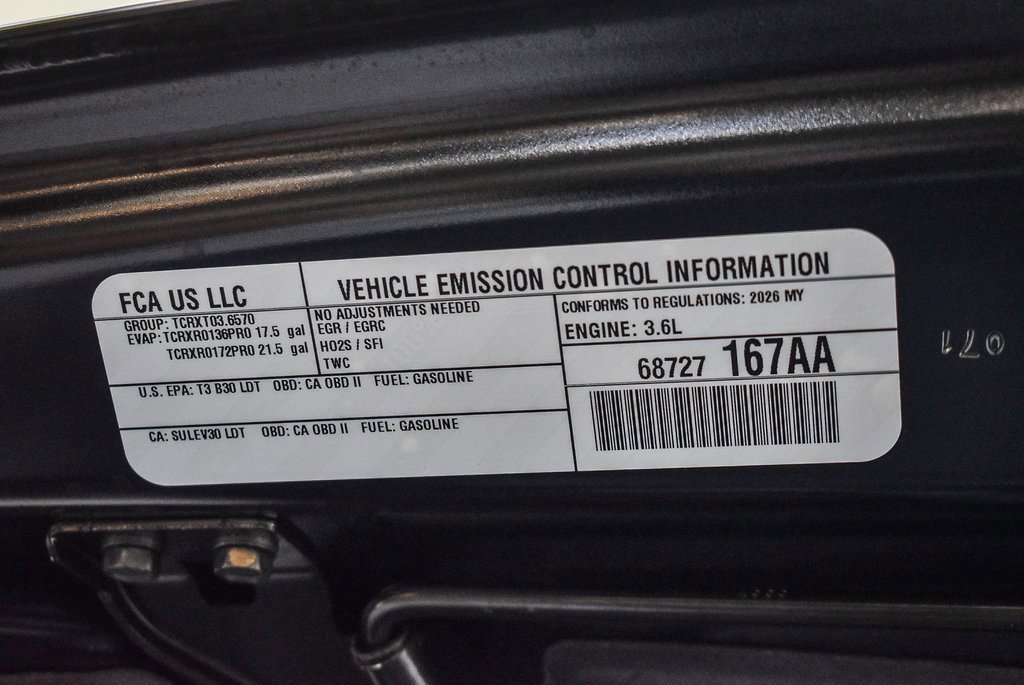 FCA US LLC
VEHICLE EMISSION CONTROL INFORMATION
GROUP: TCRXT03.6570
EVAP: TCRXR0136PR0 17.5 gal
TCRXR0172PR0 21.5 gal
NO ADJUSTMENTS NEEDED
EGR / EGRC
HO2S / SFI
TWC
CONFORMS TO REGULATIONS: 2026 MY
ENGINE: 3.6L
68727 167AA
U.S. EPA: T3 B30 LDT OBD: CA OBD II FUEL: GASOLINE
CA: SULEV30 LDT OBD: CA OBD II FUEL: GASOLINE
071